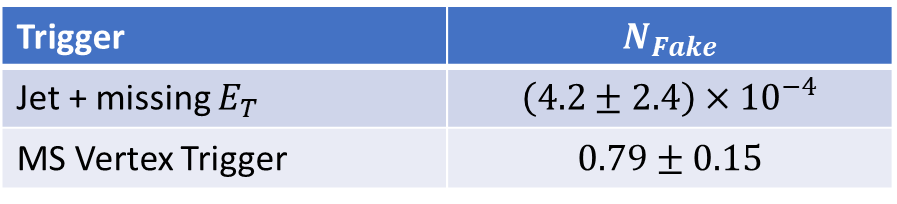 Trigger N_Fake
Jet + missing E_T (4.2 ± 2.4) × 10⁻⁴
MS Vertex Trigger 0.79 ± 0.15